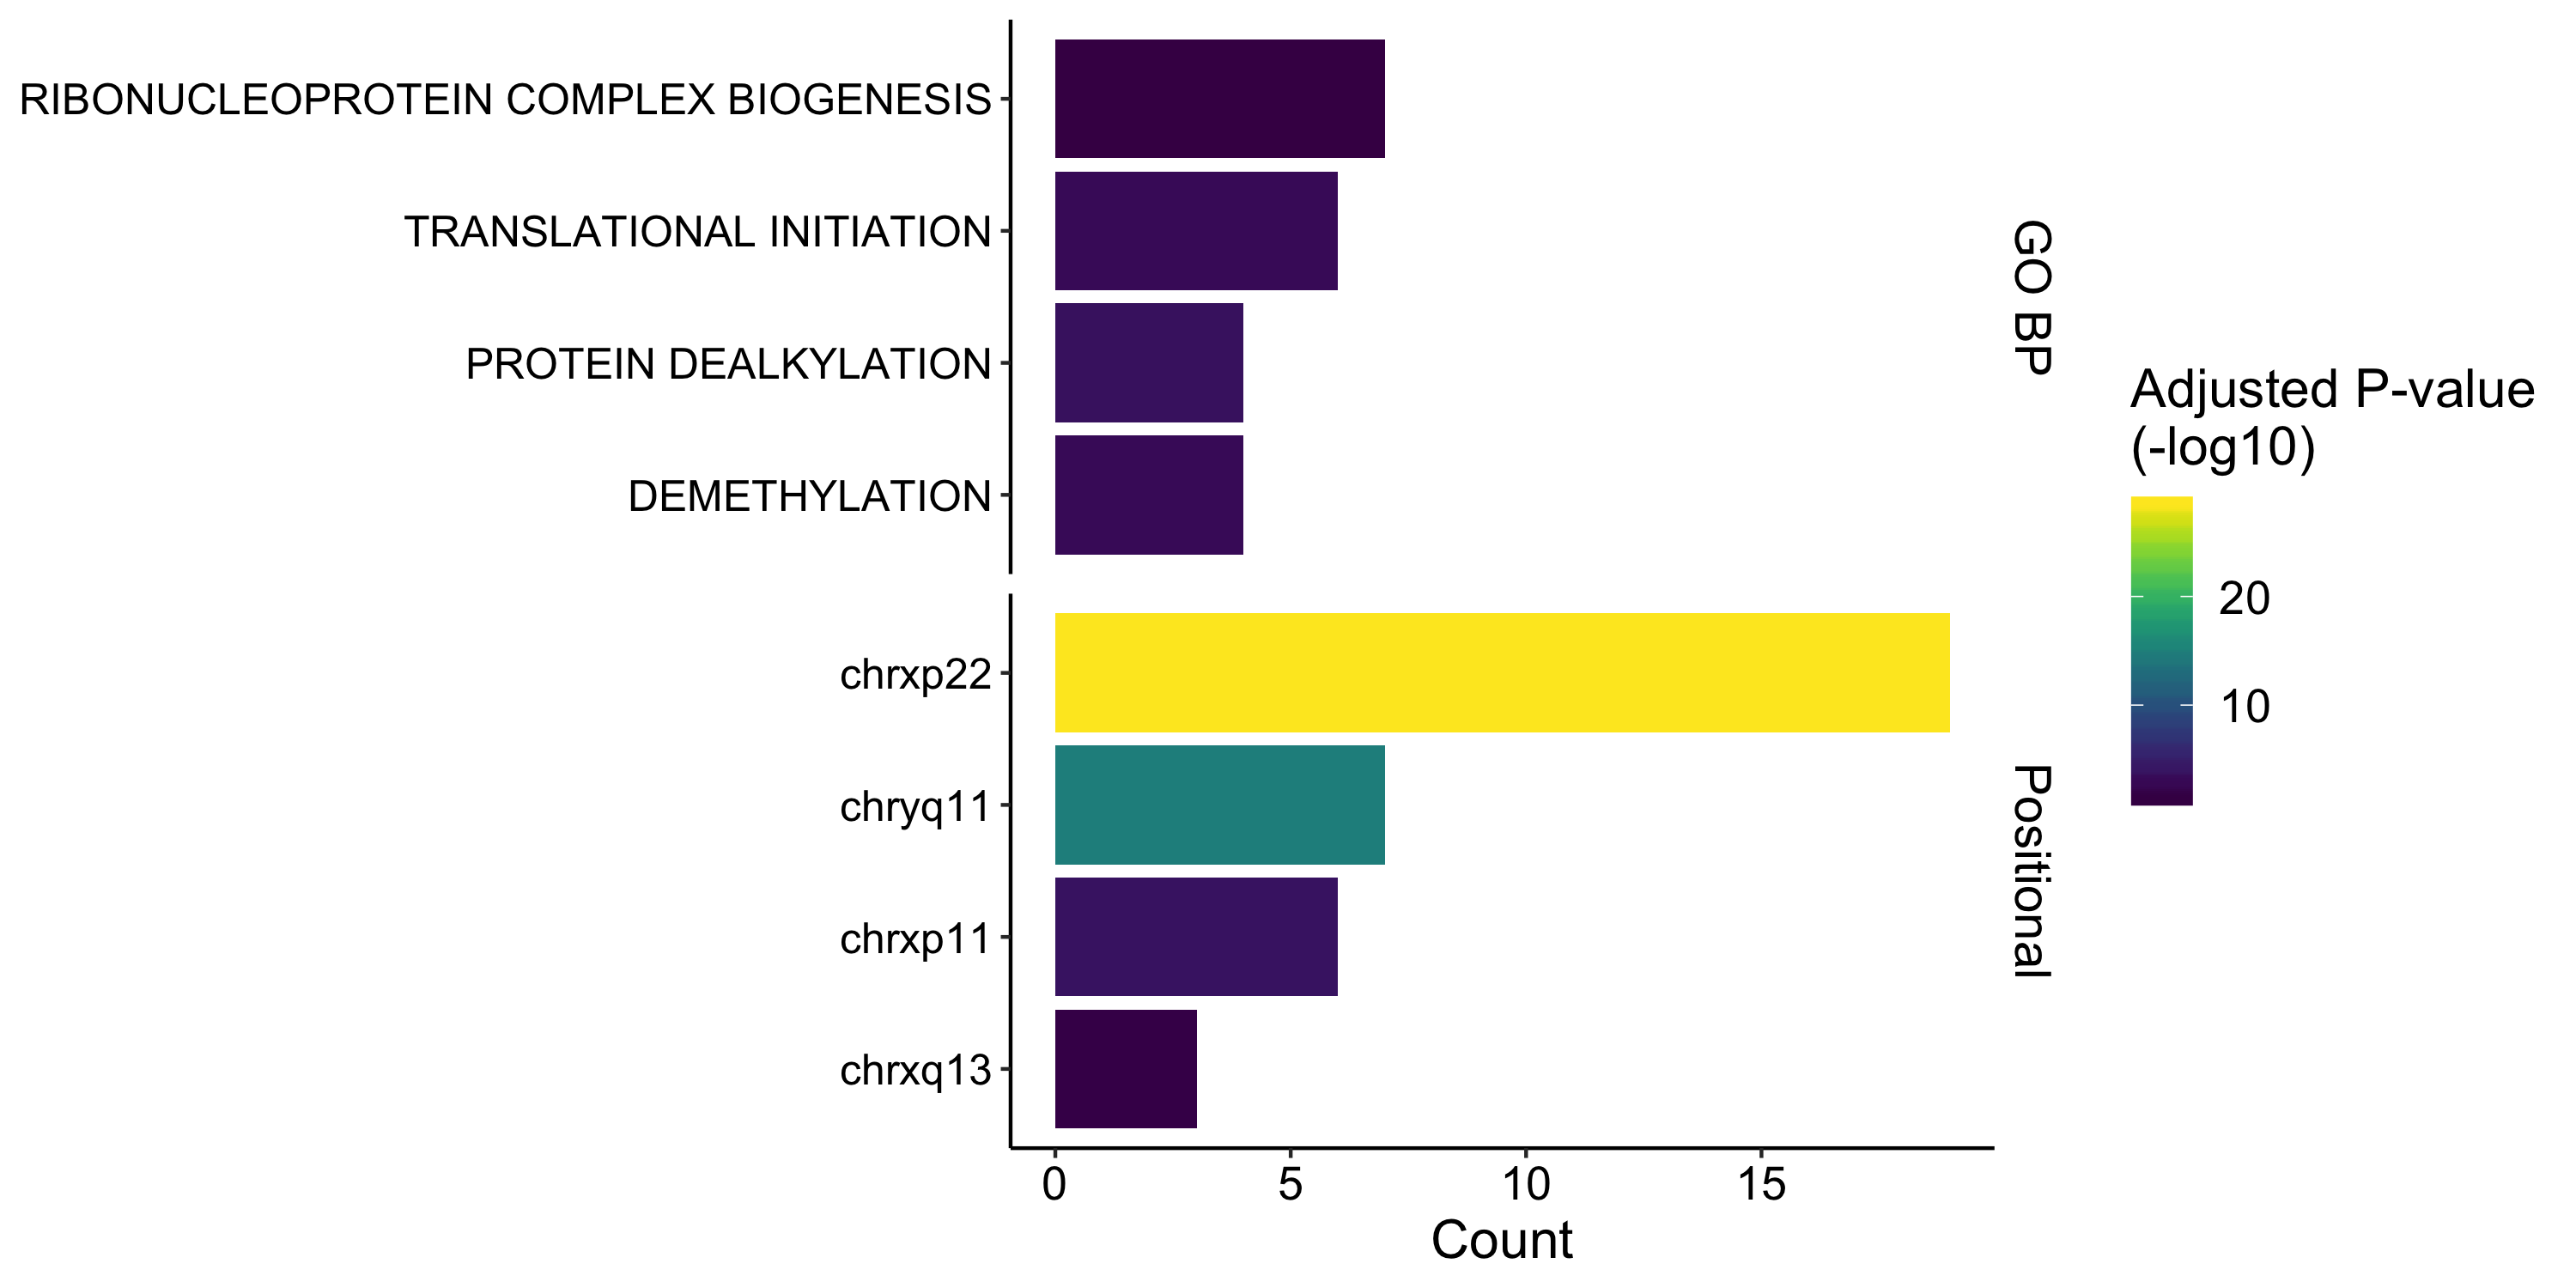 RIBONUCLEOPROTEIN COMPLEX BIOGENESIS
TRANSLATIONAL INITIATION
PROTEIN DEALKYLATION
DEMETHYLATION
GO BP
chrxp22
chryq11
chrxp11
chrxq13
Positional
0 5 10 15
Count
Adjusted P-value
(-log10)
20
10